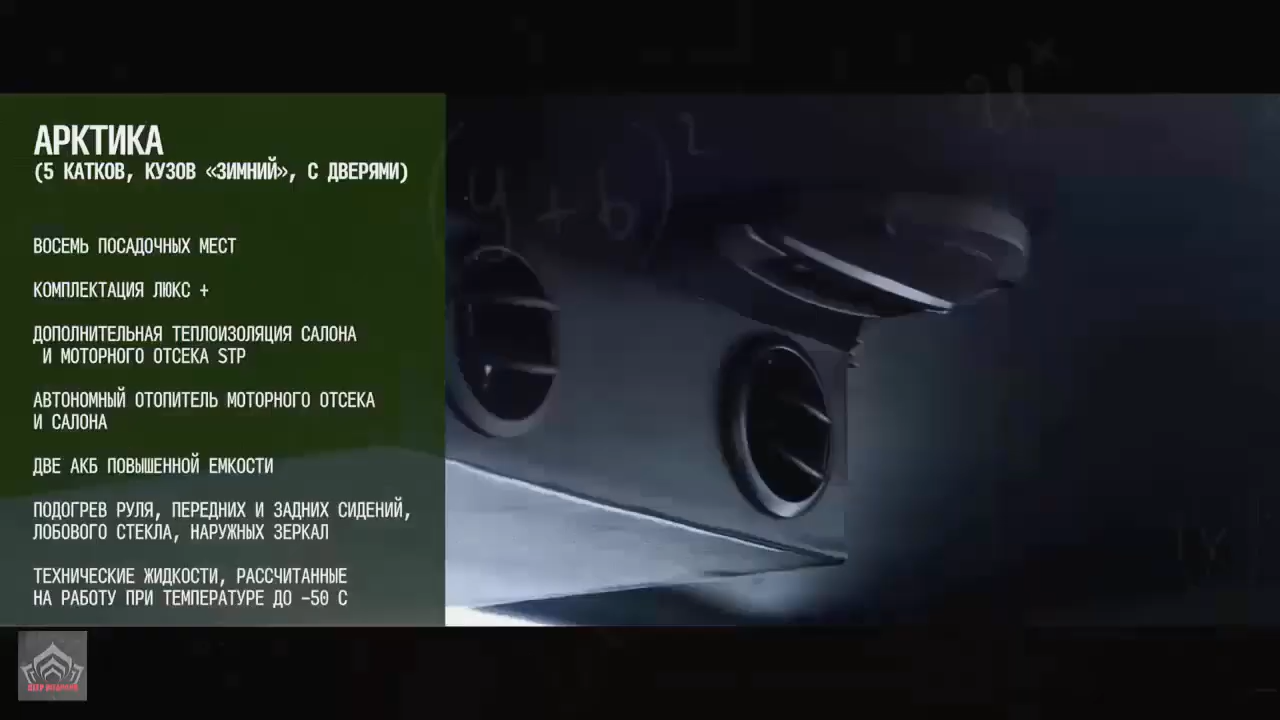 АРКТИКА
(5 КАТКОВ, КУЗОВ «ЗИМНИЙ», С ДВЕРЯМИ)
ВОСЕМЬ ПОСАДОЧНЫХ МЕСТ
КОМПЛЕКТАЦИЯ ЛЮКС +
ДОПОЛНИТЕЛЬНАЯ ТЕПЛОИЗОЛЯЦИЯ САЛОНА
И МОТОРНОГО ОТСЕКА STP
АВТОНОМНЫЙ ОТОПИТЕЛЬ МОТОРНОГО ОТСЕКА
И САЛОНА
ДВЕ АКБ ПОВЫШЕННОЙ ЕМКОСТИ
ПОДОГРЕВ РУЛЯ, ПЕРЕДНИХ И ЗАДНИХ СИДЕНИЙ,
ЛОБОВОГО СТЕКЛА, НАРУЖНЫХ ЗЕРКАЛ
ТЕХНИЧЕСКИЕ ЖИДКОСТИ, РАССЧИТАННЫЕ
НА РАБОТУ ПРИ ТЕМПЕРАТУРЕ ДО -50 С
(y + b)²